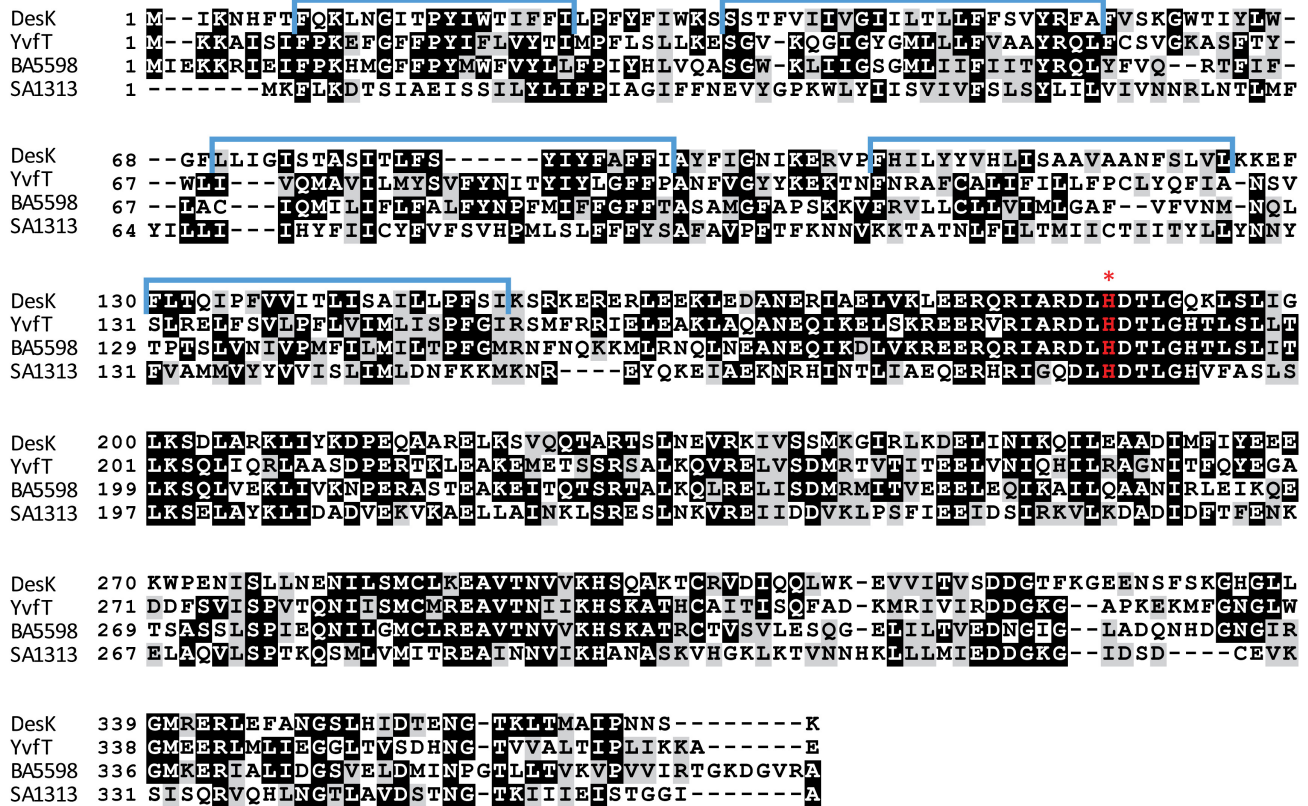 DesK 1 M--IKNHFTFQKLNGITPYIWTIFFILPFYFIWKSSSTFVIIVGIILTLLFFSVYRFAFVSKGWTIYLW-
YvfT 1 M--KKAISIFPKEFGFFPYIFLVYTIMPFLSLLKESGV-KQGIGYGMLLLFVAAYRQLFCSVGKASFTY-
BA5598 1 MIEKKRIEIFPKHMGFFPYMWFVYLLFPIYHLVQASGW-KLIIGSGMLIIFIITYRQLYFVQ--RTFIF-
SA1313 1 -------MKFLKDTSIAEISSILYLIFPIAGIFFNEVYGPKWLYIISVIVFSLSYLILVIVNNRLNTLMF
DesK 68 --GFLLIGISTASITLFS------YIYFAFFIAYFIGNIKERVPFHILYYVHLISAAVAANFSLVLKKEF
YvfT 67 --WLI---VQMAVILMYSVFYNITYIYLGFFPANFVGYYKEKTNFNRAFCALIFILLFPCLYQFIA-NSV
BA5598 67 --LAC---IQMILIFLFALFYNPFMIFFGFFTASAMGFAPSKKVFRVLLCLLVIMLGAF--VFVNM-NQL
SA1313 64 YILLI---IHYFIICYFVFSVHPMLSLFFFYSAFAVPFTFKNNVKKTATNLFILTMIICTIITYLLYNNY
*
DesK 130 FLTQIPFVVITLISAILLPFSIKSRKERERLEEKLEDANERIAELVKLEERQRIARDLHDTLGQKLSLIG
YvfT 131 SLRELFSVLPFLVIMLISPFGIRSMFRRIELEAKLAQANEQIKELSKREERVRIARDLHDTLGHTLSLLT
BA5598 129 TPTSLVNIVPMFILMILTPFGMRNFNQKKMLRNQLNEANEQIKDLVKREERQRIARDLHDTLGHTLSLIT
SA1313 131 FVAMMVYYVVISLIMLDNFKKMKNR----EYQKEIAEKNRHINTLIAEQERHRIGQDLHDTLGHVFASLS
DesK 200 LKSDLARKLIYKDPEQAARELKSVQQTARTSLNEVRKIVSSMKGIRLKDELINIKQILEAADIMFIYEEE
YvfT 201 LKSQLIQRLAASDPERTKLEAKEMETSSRSALKQVRELVSDMRTVTITEELVNIQHILRAGNITFQYEGA
BA5598 199 LKSQLVEKLIVKNPERASTEAKEITQTSRTALKQLRELISDMRMITVEEELEQIKAILQAANIRLEIKQE
SA1313 197 LKSELAYKLIDADVEKVKAELLAINKLSRESLNKVREIIDDVKLPSFIEEIDSIRKVLKDADIDFTFENK
DesK 270 KWPENISLLNENILSMCLKEAVTNVVKHSQAKTCRVDIQQLWK-EVVITVSDDGTFKGEENSFSKGHGLL
YvfT 271 DDFSVISPVTQNIISMCMREAVTNIIKHSKATHCAITISQFAD-KMRIVIRDDGKG--APKEKMFGNGLW
BA5598 269 TSASSLSPIEQNILGMCLREAVTNVVKHSKATRCTVSVLESQG-ELILTVEDNGIG--LADQNHDGNGIR
SA1313 267 ELAQVLSPTKQSMLVMITREAINNVIKHANASKVHGKLKTVNNHKLLLMIEDDGKG--IDSD----CEVK
DesK 339 GMRERLEFANGSLHIDTENG-TKLTMAIPNNS--------K
YvfT 338 GMEERLMLIEGGLTVSDHNG-TVVALTIPLIKKA------E
BA5598 336 GMKERIALIDGSVELDMINPGTLLTVKVPVVIRTGKDGVRA
SA1313 331 SISQRVQHLNGTLAVDSTNG-TKIIIEISTGGI-------A